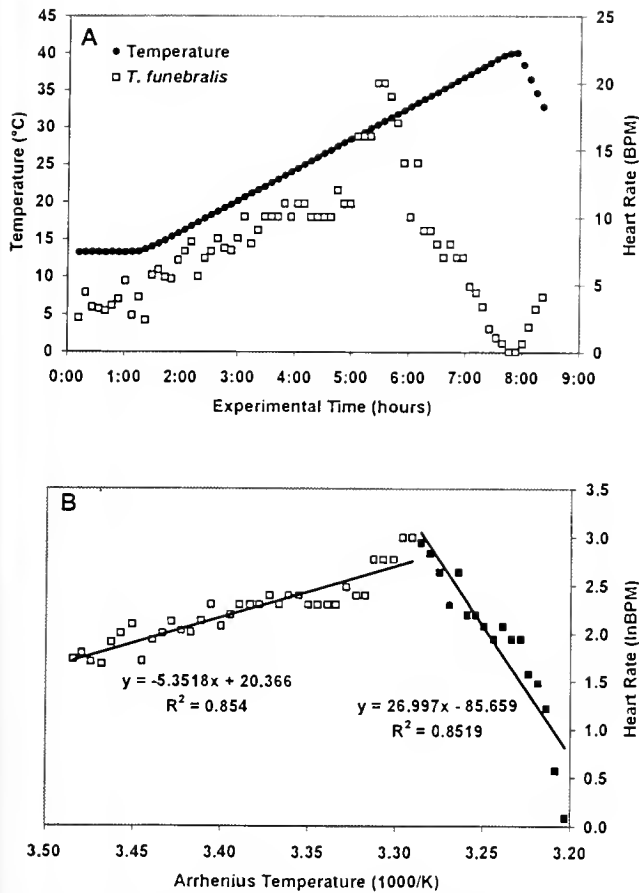 A
Temperature
T. funebralis
45
40
35
30
25
20
15
10
5
0
Temperature (°C)
25
20
15
10
5
0
Heart Rate (BPM)
0:00 1:00 2:00 3:00 4:00 5:00 6:00 7:00 8:00 9:00
Experimental Time (hours)
B
y = -5.3518x + 20.366
R² = 0.854
y = 26.997x - 85.659
R² = 0.8519
3.5
3.0
2.5
2.0
1.5
1.0
0.5
0.0
Heart Rate (lnBPM)
3.50 3.45 3.40 3.35 3.30 3.25 3.20
Arrhenius Temperature (1000/K)